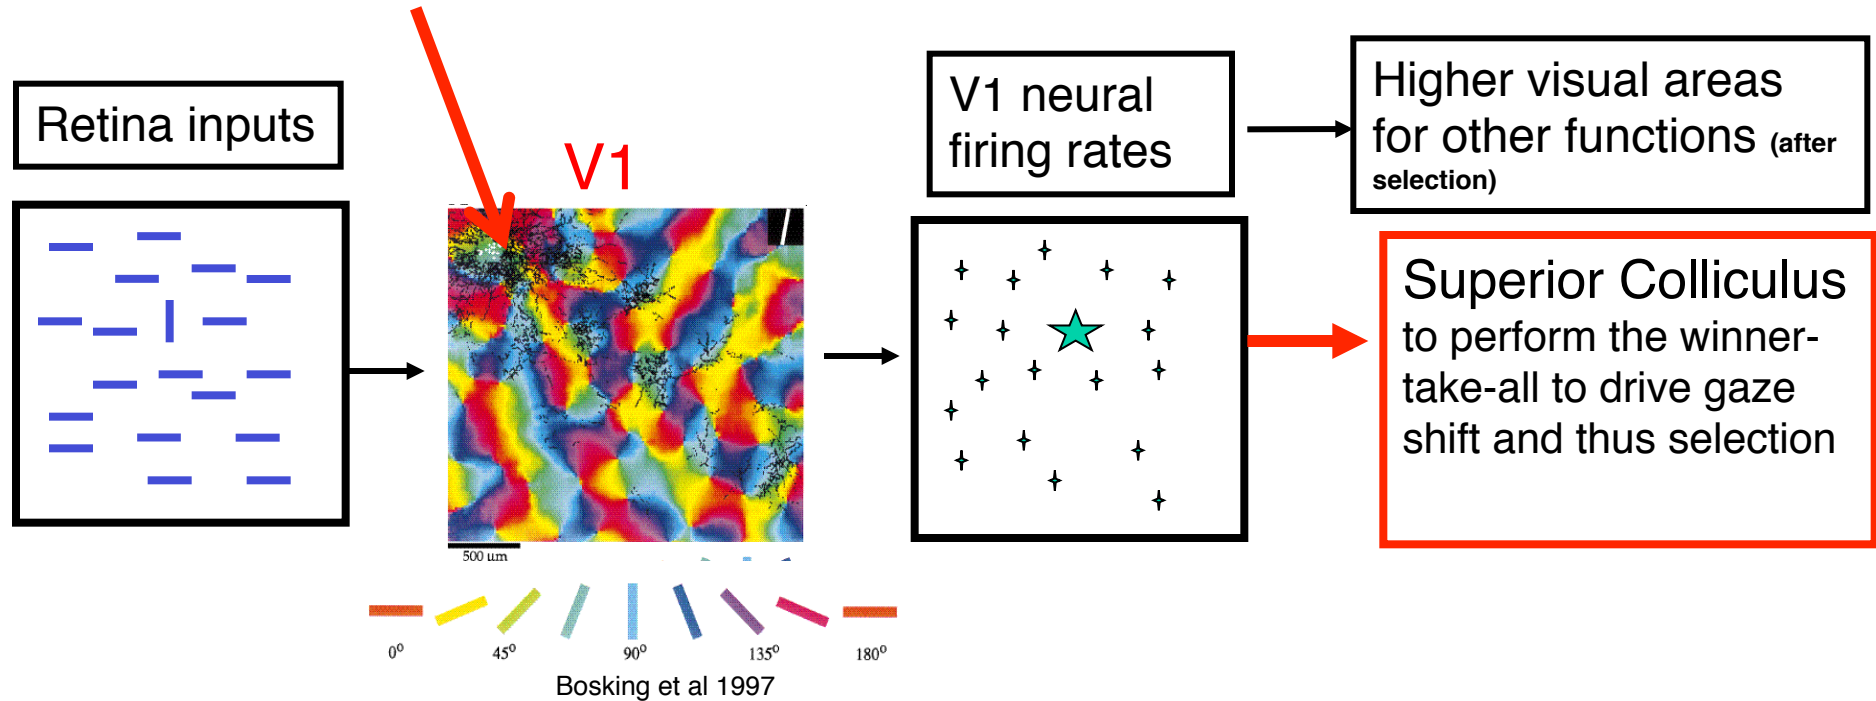 Retina inputs
V1
V1 neural
firing rates
Higher visual areas
for other functions (after
selection)
Superior Colliculus
to perform the winner-
take-all to drive gaze
shift and thus selection
500 µm
0° 45° 90° 135° 180°
Bosking et al 1997